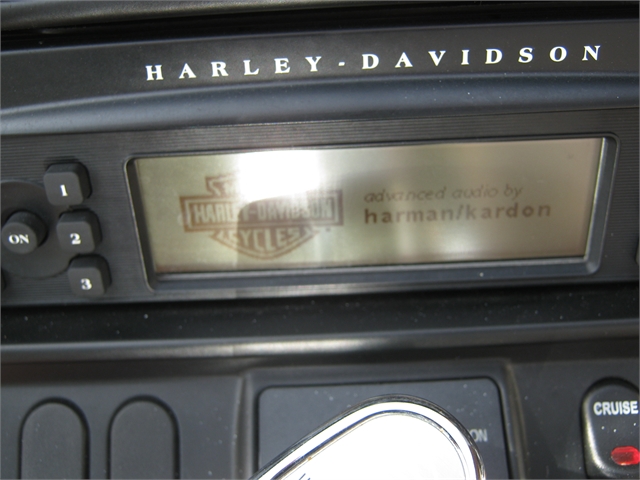 HARLEY-DAVIDSON
1
ON
2
3
HARLEY-DAVIDSON
CYCLES
advanced audio by
harman/kardon
CRUISE